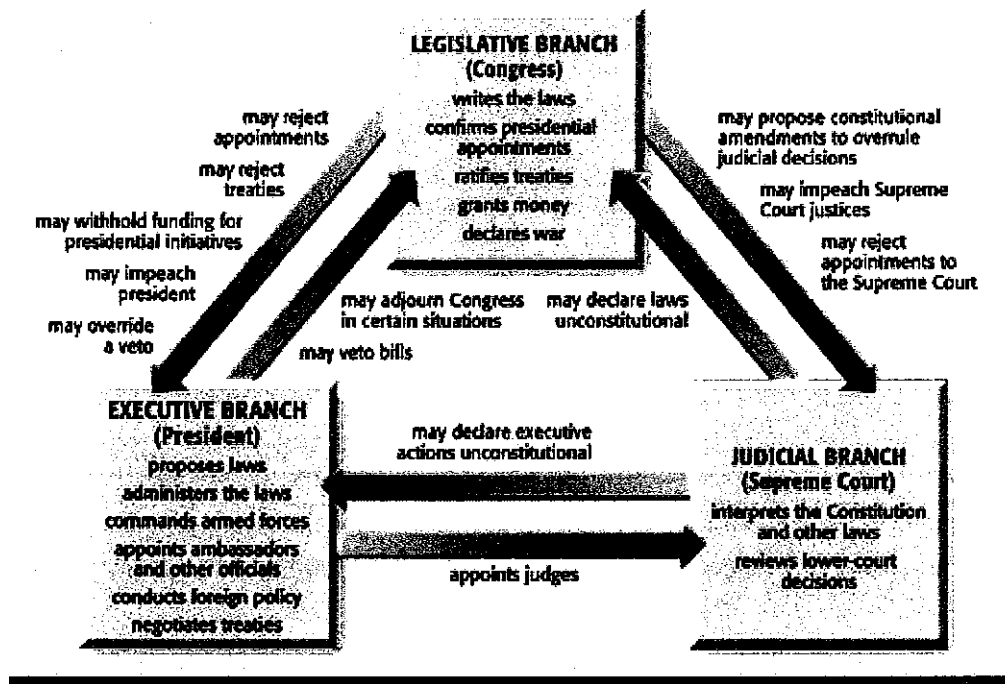 LEGISLATIVE BRANCH
(Congress)
writes the laws
confirms presidential
appointments
ratifies treaties
grants money
declares war
may reject
appointments
may reject
treaties
may withhold funding for
presidential initiatives
may impeach
president
may override
a veto
may propose constitutional
amendments to overrule
judicial decisions
may impeach Supreme
Court justices
may reject
appointments to
the Supreme Court
may adjourn Congress
in certain situations
may veto bills
may declare laws
unconstitutional
EXECUTIVE BRANCH
(President)
proposes laws
administers the laws
commands armed forces
appoints ambassadors
and other officials
conducts foreign policy
negotiates treaties
may declare executive
actions unconstitutional
appoints judges
JUDICIAL BRANCH
(Supreme Court)
interprets the Constitution
and other laws
reviews lower-court
decisions